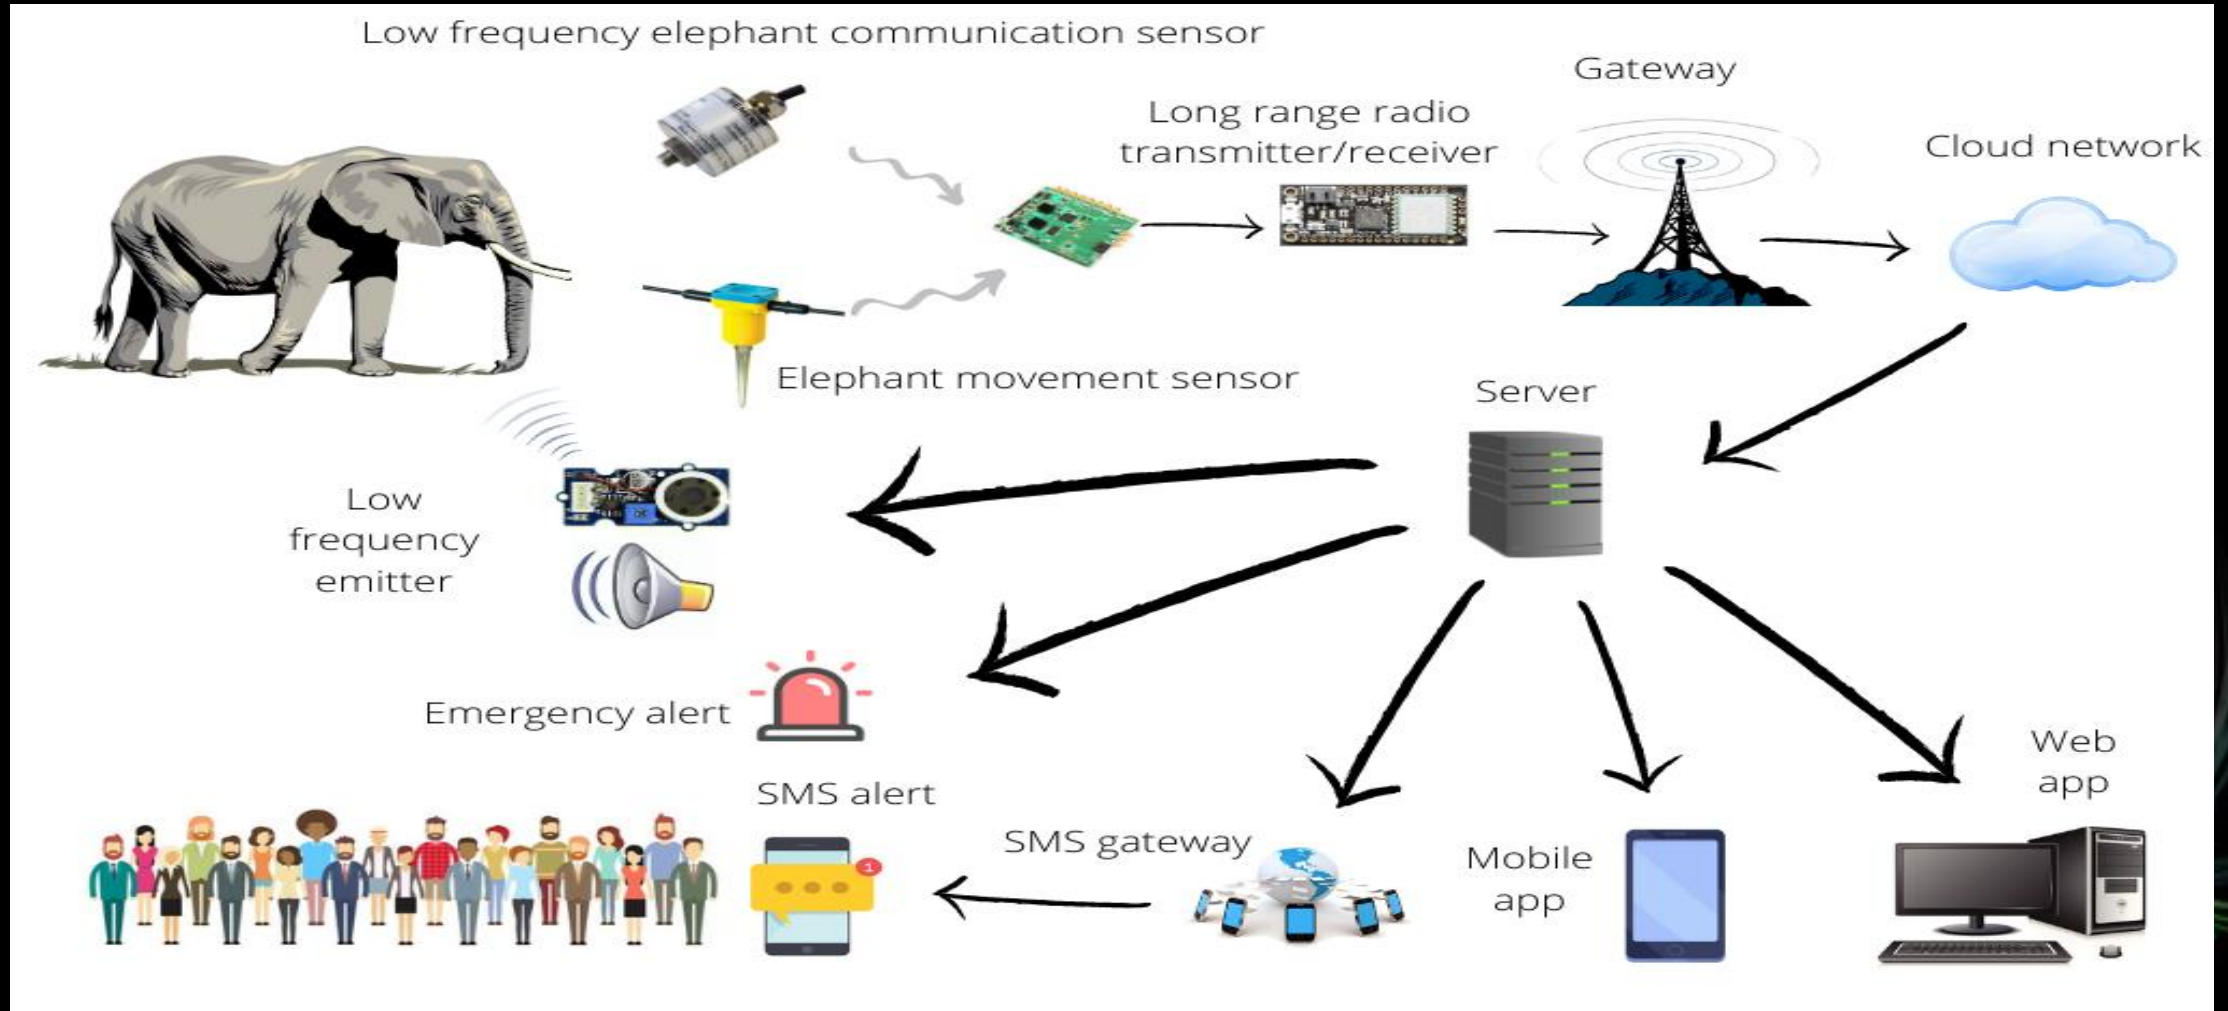 Low frequency elephant communication sensor
Gateway
Long range radio
transmitter/receiver
Cloud network
Elephant movement sensor
Server
Low
frequency
emitter
Emergency alert
Web
app
SMS alert
SMS gateway
Mobile
app
1